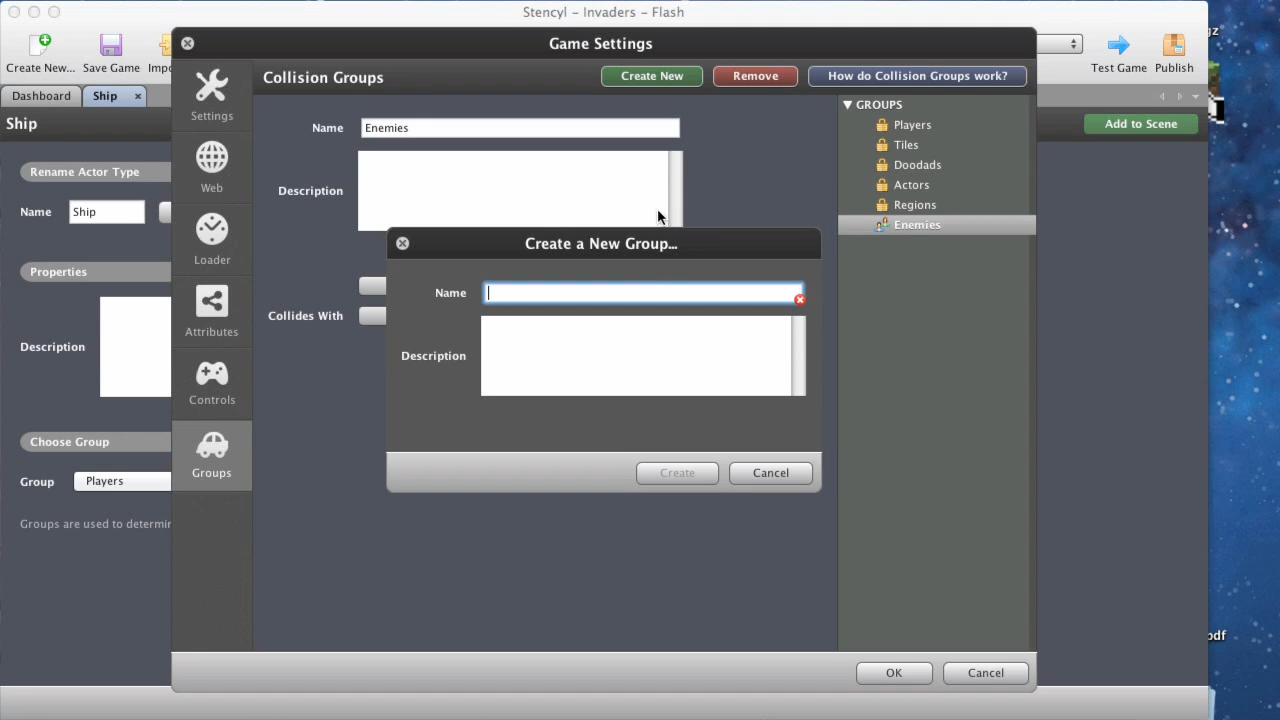 Stencyl – Invaders – Flash
gz
Create New...
Save Game
Test Game
Publish
Game Settings
Dashboard
Ship
Ship
Add to Scene
Collision Groups
Create New
Remove
How do Collision Groups work?
Settings
Web
Loader
Attributes
Controls
Groups
Name
Enemies
Description
Collides With
GROUPS
Players
Tiles
Doodads
Actors
Regions
Enemies
Create a New Group...
Name
Description
Create
Cancel
Rename Actor Type
Name
Ship
Properties
Description
Choose Group
Group
Players
Groups are used to
OK
Cancel
pdf